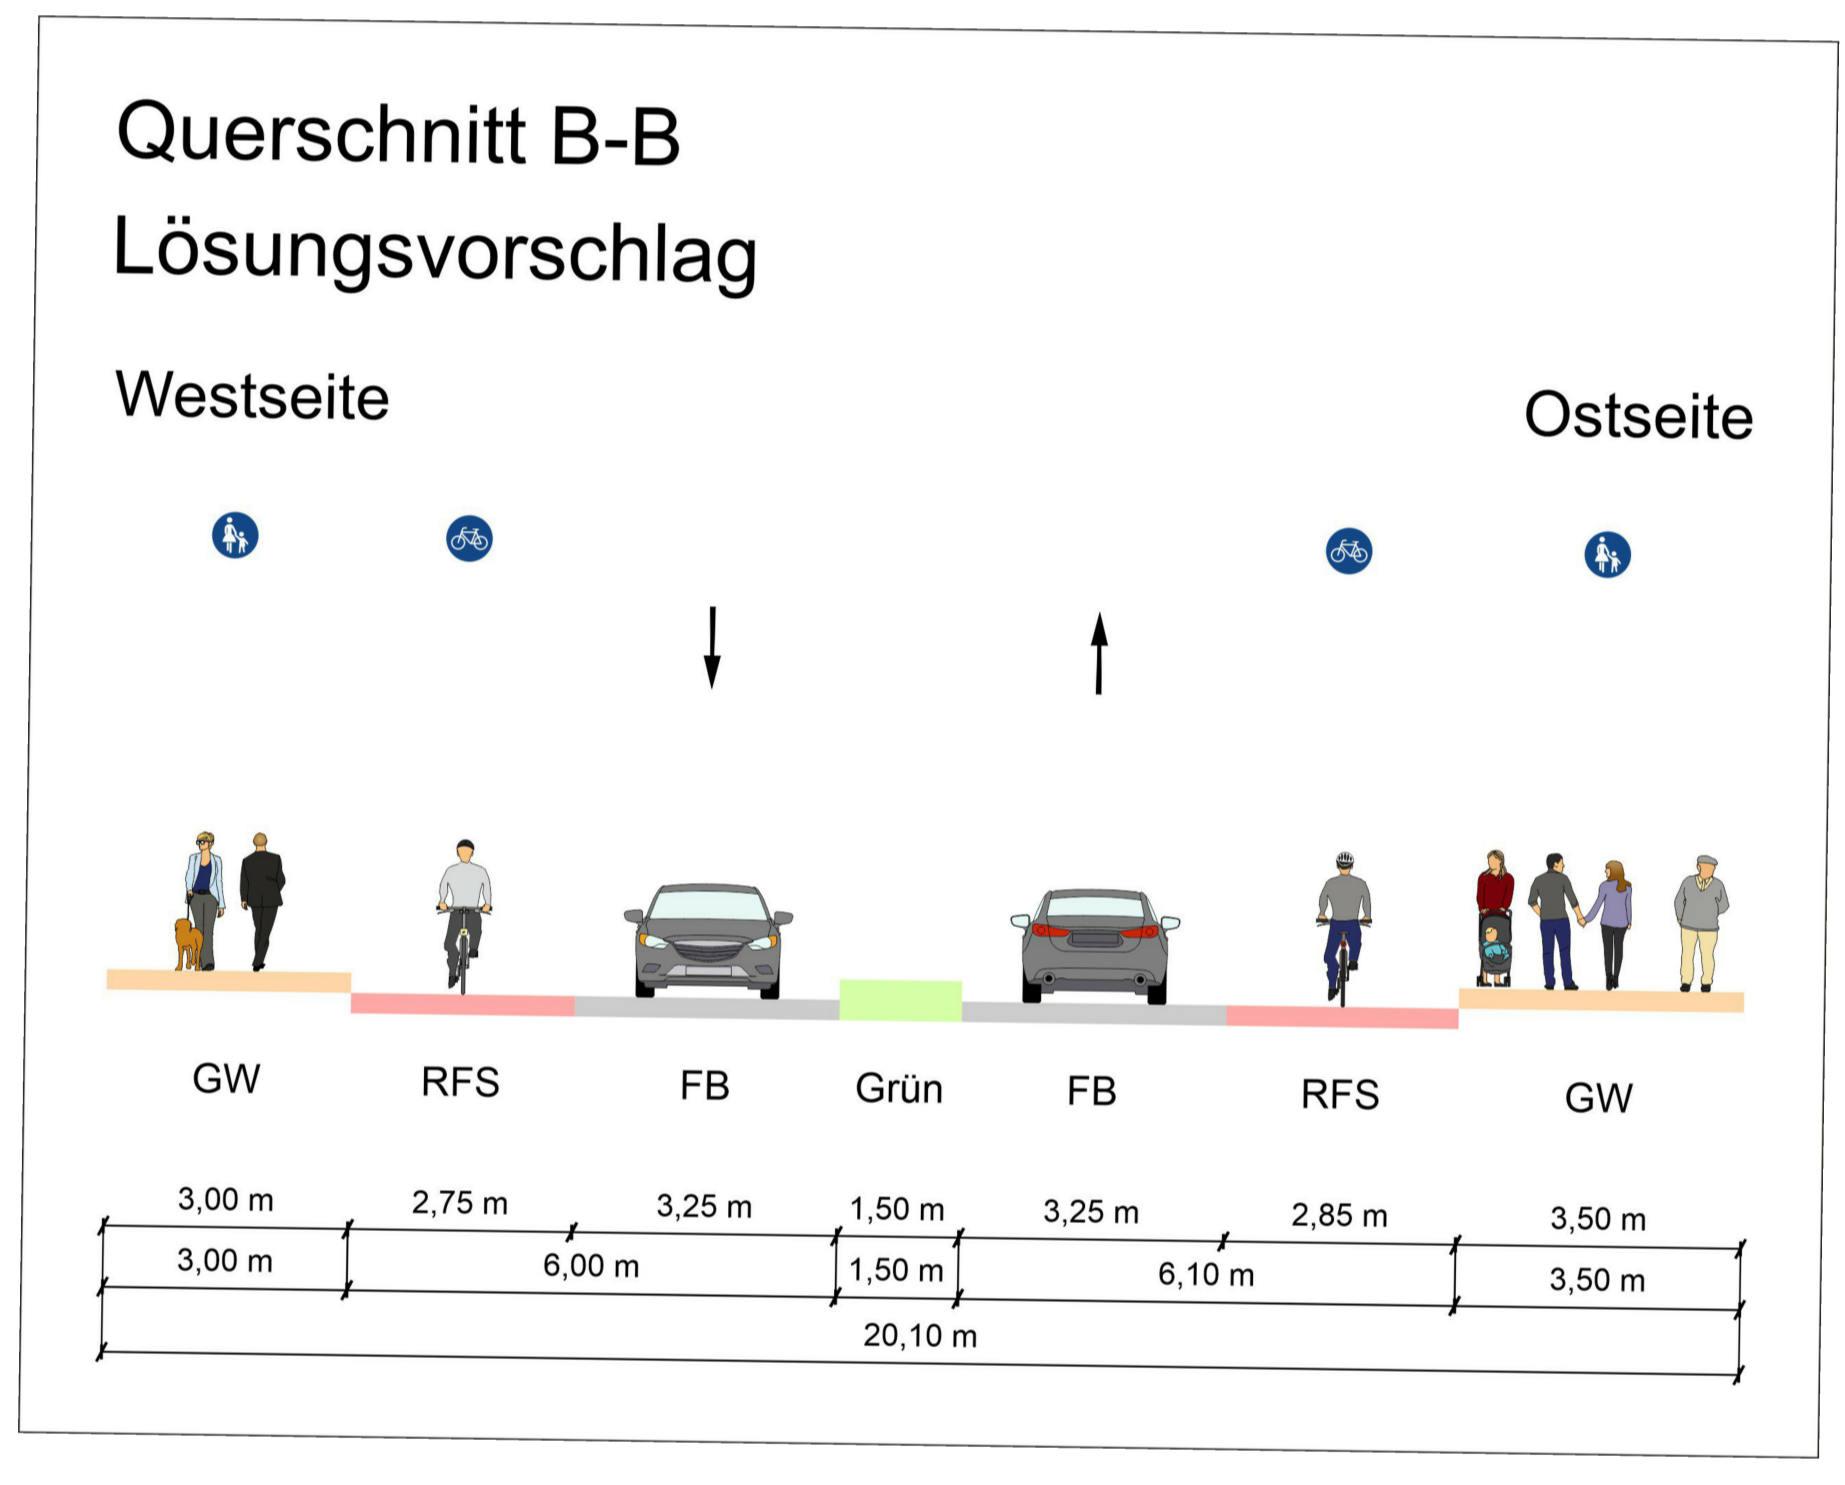 Querschnitt B-B
Lösungsvorschlag
Westseite
Ostseite
GW RFS FB Grün FB RFS GW
3,00 m 2,75 m 3,25 m 1,50 m 3,25 m 2,85 m 3,50 m
3,00 m 6,00 m 1,50 m 6,10 m 3,50 m
20,10 m